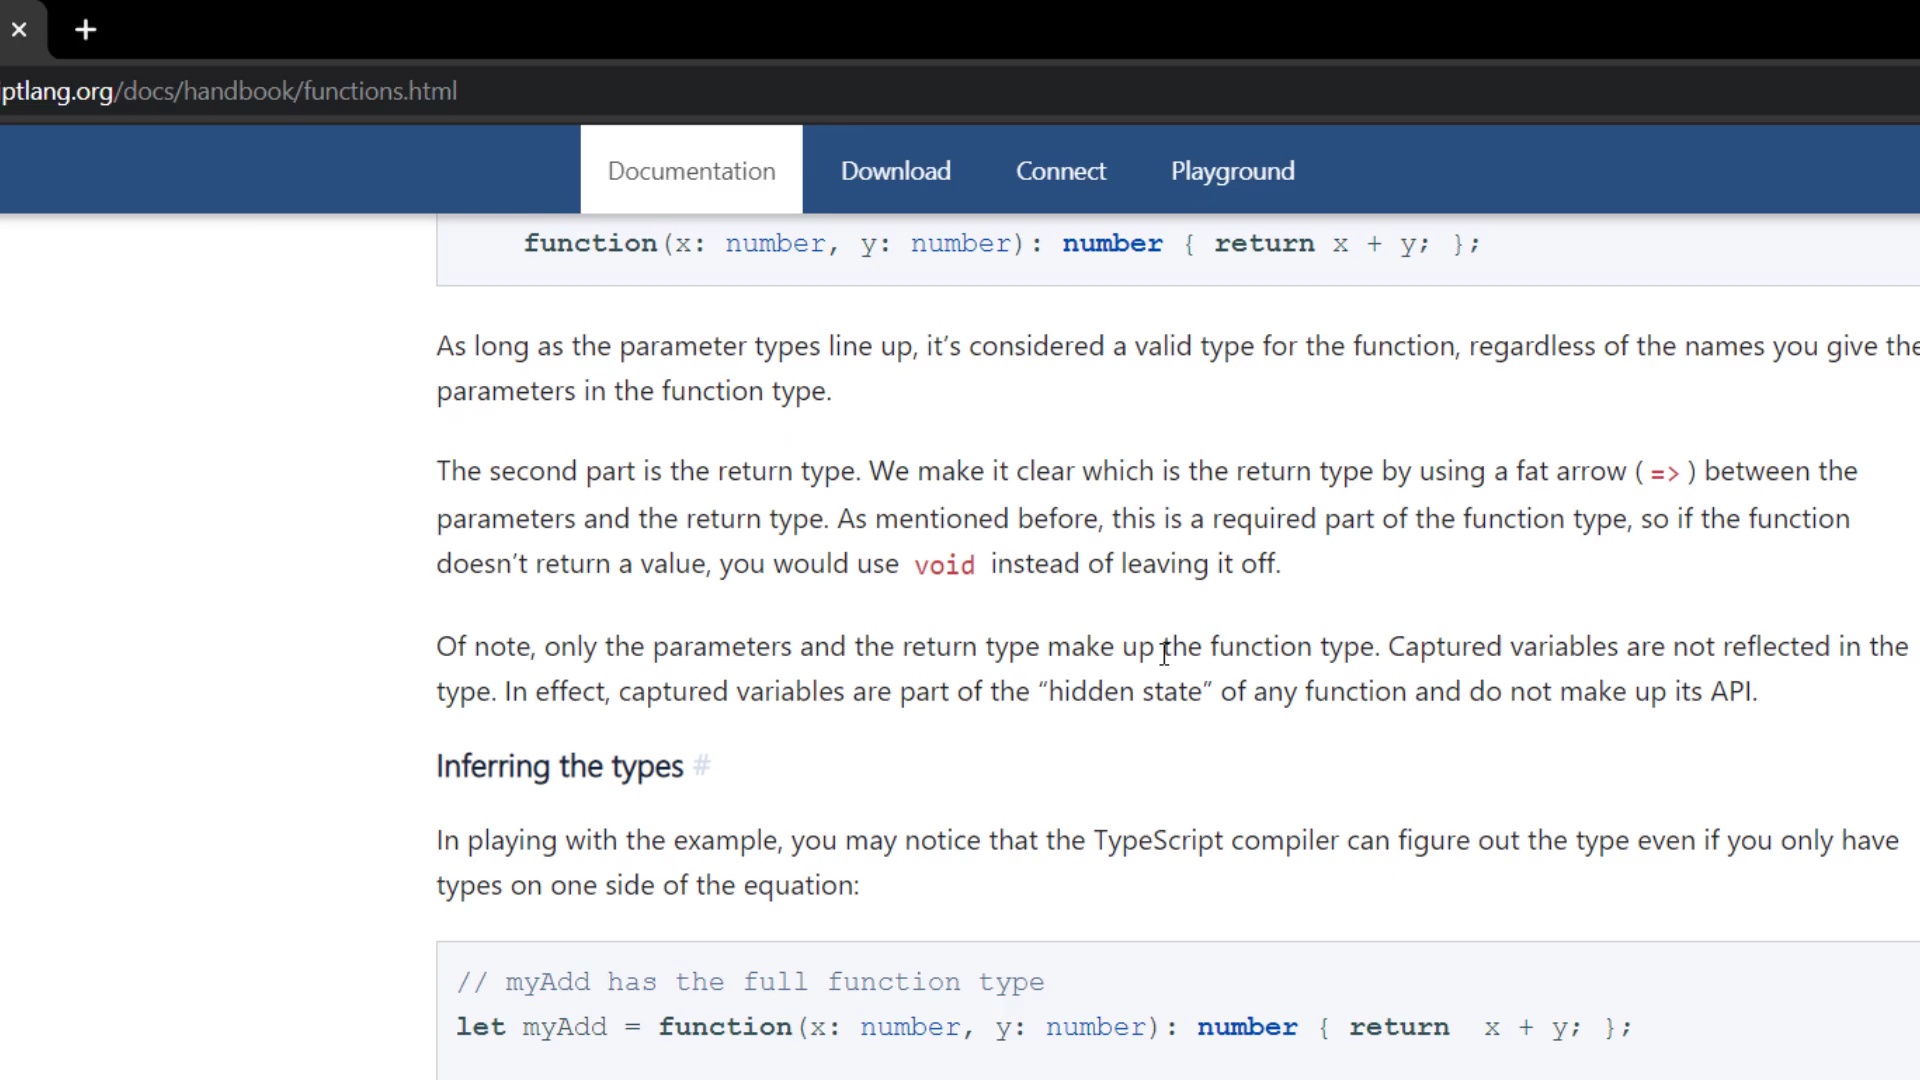 iptlang.org/docs/handbook/functions.html
Documentation Download Connect Playground
function(x: number, y: number): number { return x + y; };
As long as the parameter types line up, it’s considered a valid type for the function, regardless of the names you give the
parameters in the function type.
The second part is the return type. We make it clear which is the return type by using a fat arrow ( => ) between the
parameters and the return type. As mentioned before, this is a required part of the function type, so if the function
doesn’t return a value, you would use void instead of leaving it off.
Of note, only the parameters and the return type make up the function type. Captured variables are not reflected in the
type. In effect, captured variables are part of the “hidden state” of any function and do not make up its API.
Inferring the types #
In playing with the example, you may notice that the TypeScript compiler can figure out the type even if you only have
types on one side of the equation:
// myAdd has the full function type
let myAdd = function(x: number, y: number): number { return  x + y; };